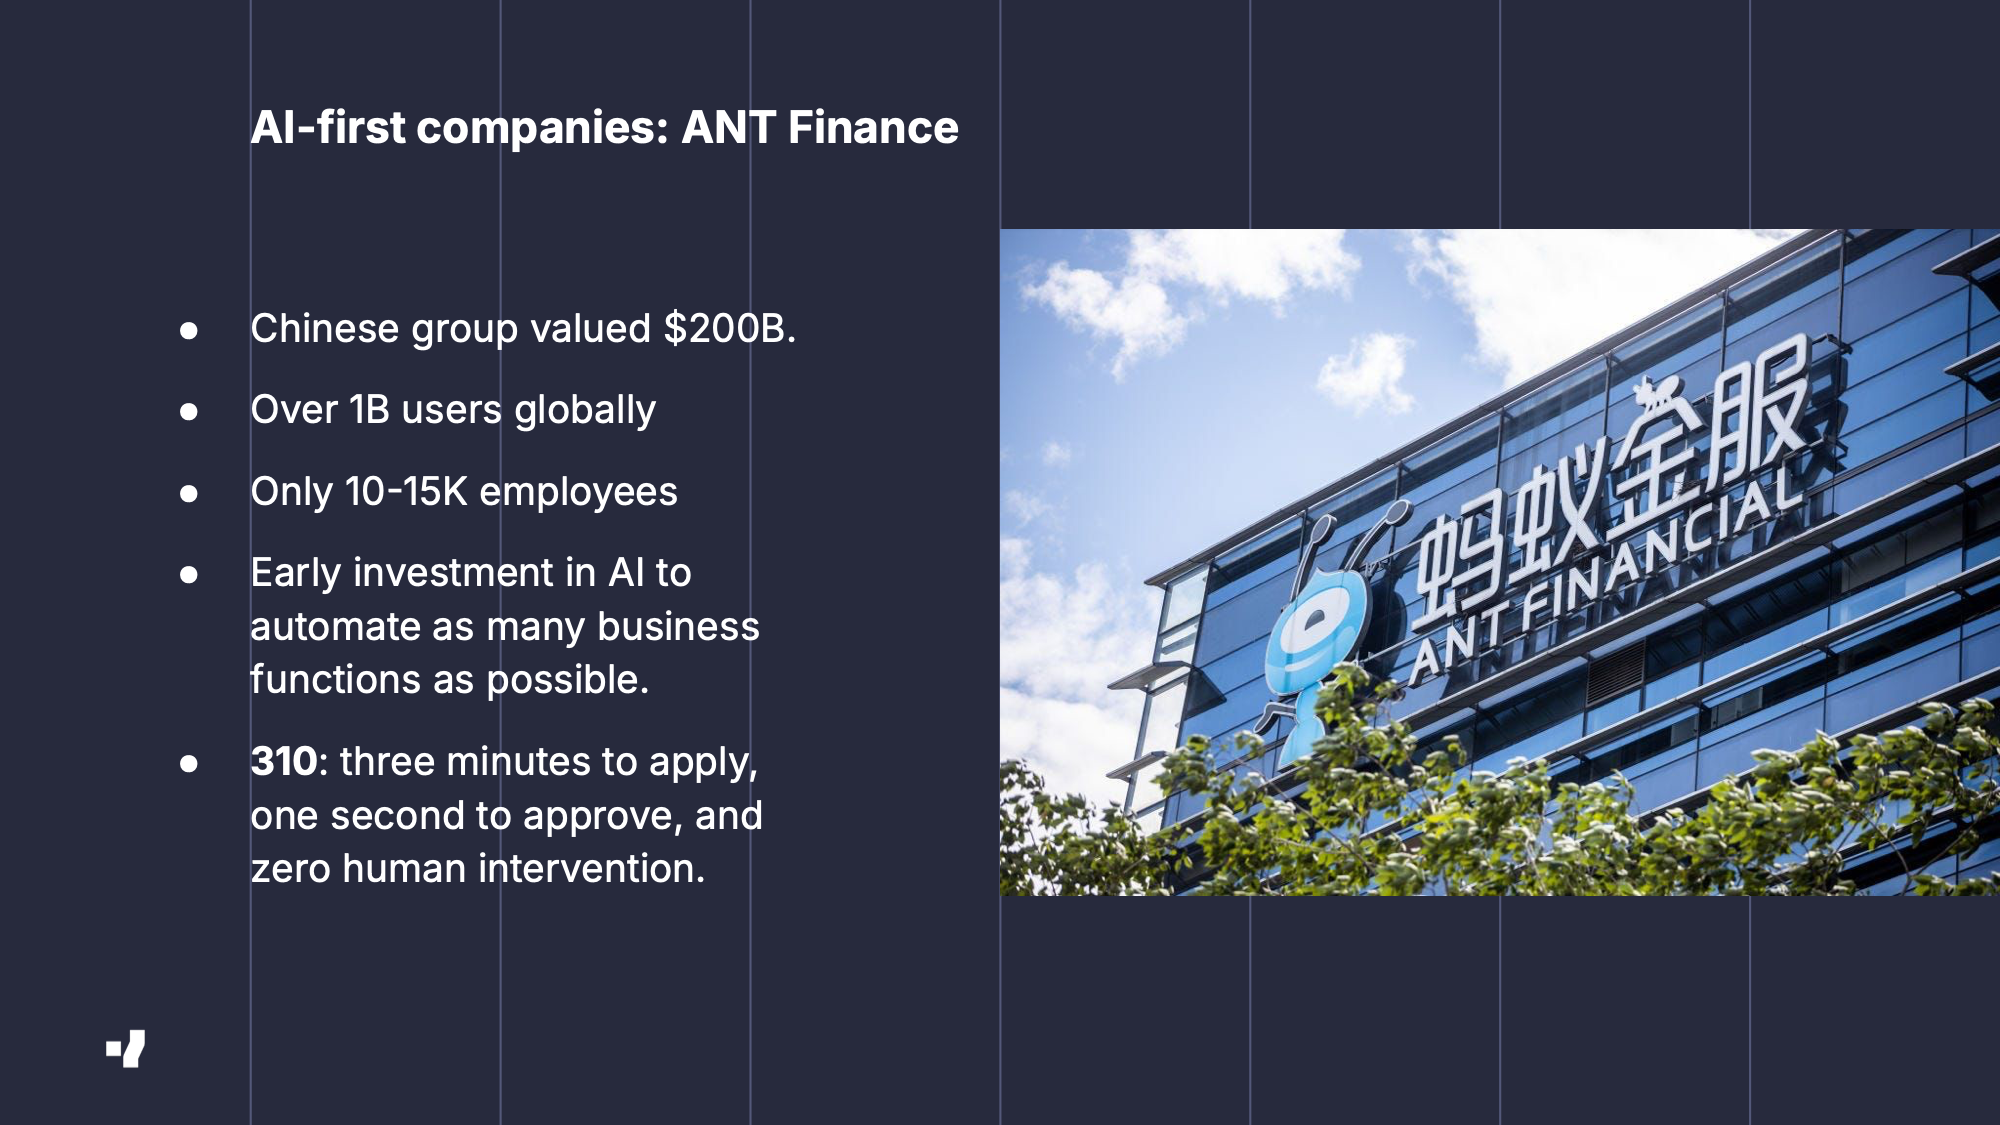 AI-first companies: ANT Finance
● Chinese group valued $200B.
● Over 1B users globally
● Only 10-15K employees
● Early investment in AI to
automate as many business
functions as possible.
● 310: three minutes to apply,
one second to approve, and
zero human intervention.
蚂蚁金服
ANT FINANCIAL